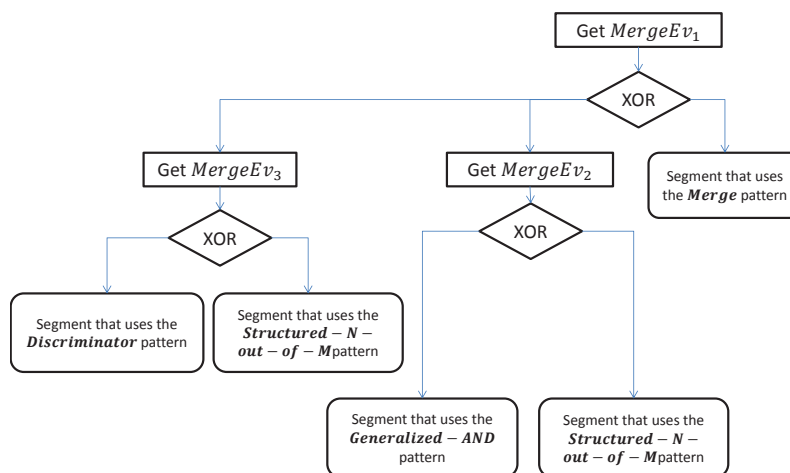 Get MergeEv₁
XOR
Get MergeEv₃
Get MergeEv₂
Segment that uses
the Merge pattern
XOR
XOR
Segment that uses the
Discriminator pattern
Segment that uses the
Structured − N −
out − of − Mpattern
Segment that uses the
Generalized − AND
pattern
Segment that uses the
Structured − N −
out − of − Mpattern